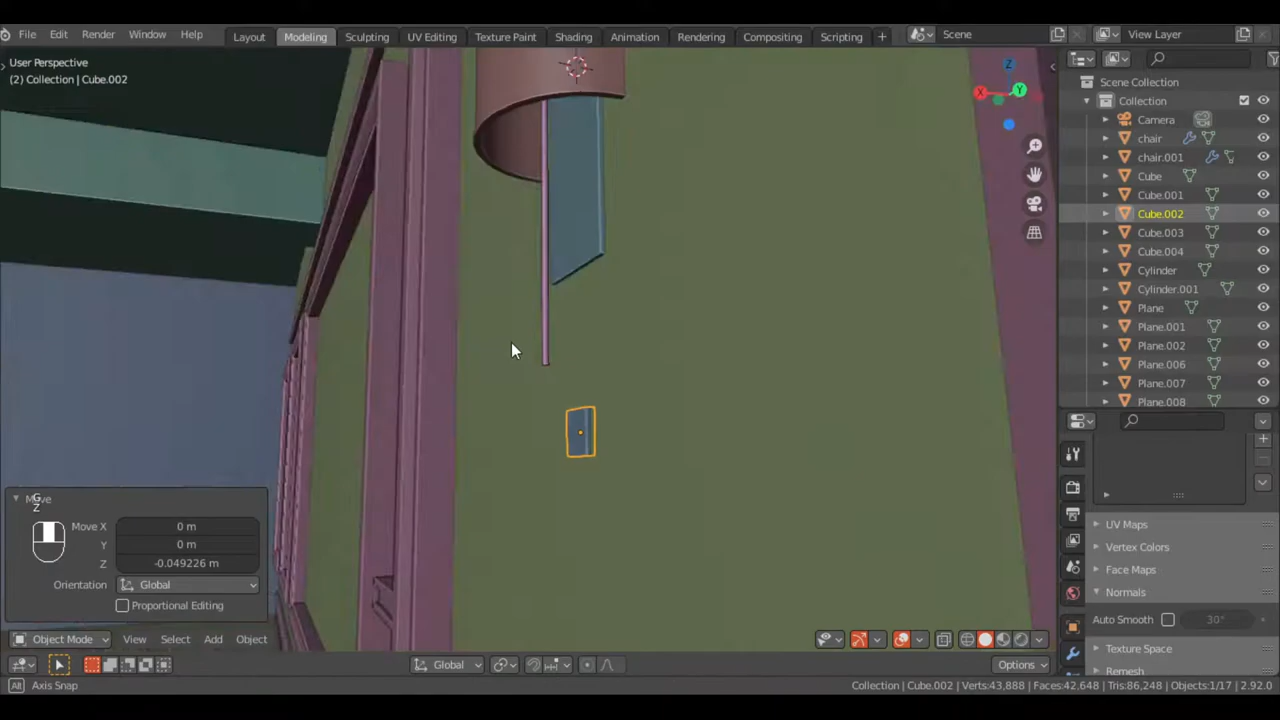 File Edit Render Window Help Layout Modeling Sculpting UV Editing Texture Paint Shading Animation Rendering Compositing Scripting + Scene View Layer
User Perspective
(2) Collection | Cube.002
Z
X
Y
Scene Collection
Collection
Camera
chair
chair.001
Cube
Cube.001
Cube.002
Cube.003
Cube.004
Cylinder
Cylinder.001
Plane
Plane.001
Plane.002
Plane.006
Plane.007
Plane.008
UV Maps
Vertex Colors
Face Maps
Normals
Auto Smooth 30°
Texture Space
Remesh
Move
G
Z
Move X 0 m
Y 0 m
Z -0.049226 m
Orientation Global
Proportional Editing
Object Mode View Select Add Object
Global Options
Alt Axis Snap
Collection | Cube.002 | Verts:43,888 | Faces:42,648 | Tris:86,248 | Objects:1/17 | 2.92.0